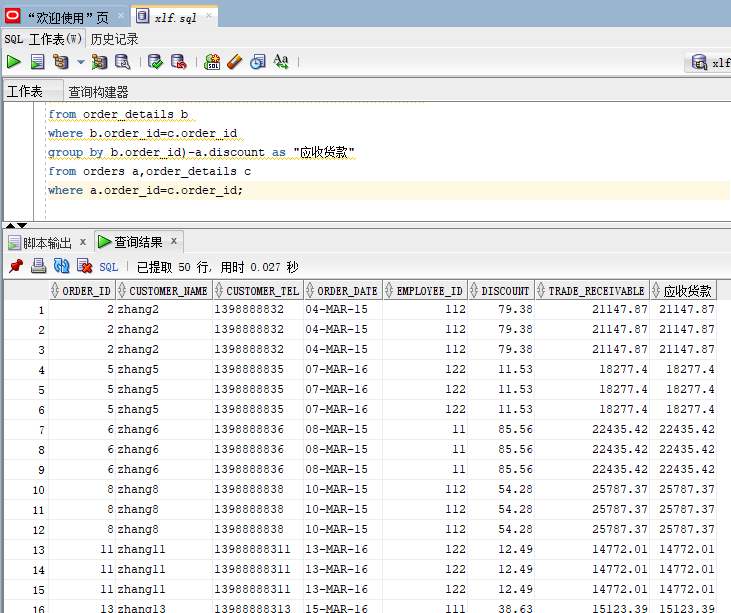 “欢迎使用”页 × xlf.sql ×
SQL 工作表(W) 历史记录
xlf
工作表 查询构建器
from order_details b
where b.order_id=c.order_id
group by b.order_id)-a.discount as "应收货款"
from orders a,order_details c
where a.order_id=c.order_id;
脚本输出 × 查询结果 ×
SQL | 已提取 50 行, 用时 0.027 秒
ORDER_ID CUSTOMER_NAME CUSTOMER_TEL ORDER_DATE EMPLOYEE_ID DISCOUNT TRADE_RECEIVABLE 应收货款
1 2 zhang2 1398888832 04-MAR-15 112 79.38 21147.87 21147.87
2 2 zhang2 1398888832 04-MAR-15 112 79.38 21147.87 21147.87
3 2 zhang2 1398888832 04-MAR-15 112 79.38 21147.87 21147.87
4 5 zhang5 1398888835 07-MAR-16 122 11.53 18277.4 18277.4
5 5 zhang5 1398888835 07-MAR-16 122 11.53 18277.4 18277.4
6 5 zhang5 1398888835 07-MAR-16 122 11.53 18277.4 18277.4
7 6 zhang6 1398888836 08-MAR-15 11 85.56 22435.42 22435.42
8 6 zhang6 1398888836 08-MAR-15 11 85.56 22435.42 22435.42
9 6 zhang6 1398888836 08-MAR-15 11 85.56 22435.42 22435.42
10 8 zhang8 1398888838 10-MAR-15 112 54.28 25787.37 25787.37
11 8 zhang8 1398888838 10-MAR-15 112 54.28 25787.37 25787.37
12 8 zhang8 1398888838 10-MAR-15 112 54.28 25787.37 25787.37
13 11 zhang11 13988888311 13-MAR-16 122 12.49 14772.01 14772.01
14 11 zhang11 13988888311 13-MAR-16 122 12.49 14772.01 14772.01
15 11 zhang11 13988888311 13-MAR-16 122 12.49 14772.01 14772.01
16 13 zhang13 13988888313 15-MAR-16 111 38.63 15123.39 15123.39